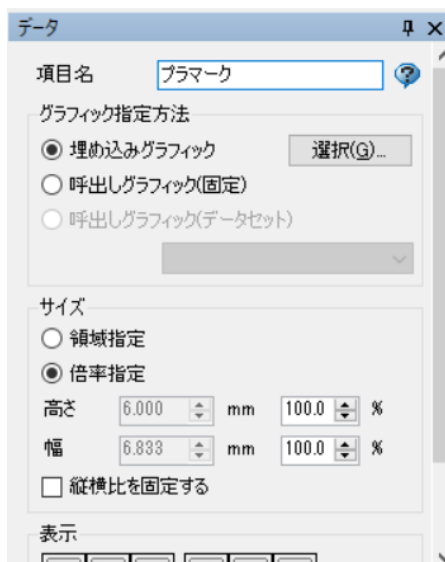 データ
項目名 プラマーク
グラフィック指定方法
埋め込みグラフィック 選択(G)...
呼出しグラフィック(固定)
呼出しグラフィック(データセット)
サイズ
領域指定
倍率指定
高さ 6.000 mm 100.0 %
幅 6.833 mm 100.0 %
縦横比を固定する
表示